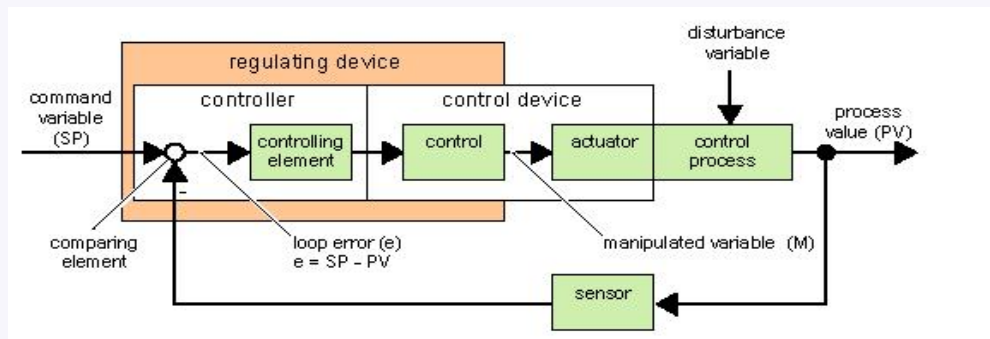 disturbance
variable
regulating device
command
variable
(SP)
controller
control device
process
value (PV)
controlling
element
control
actuator
control
process
-
comparing
element
loop error (e)
e = SP - PV
manipulated variable (M)
sensor